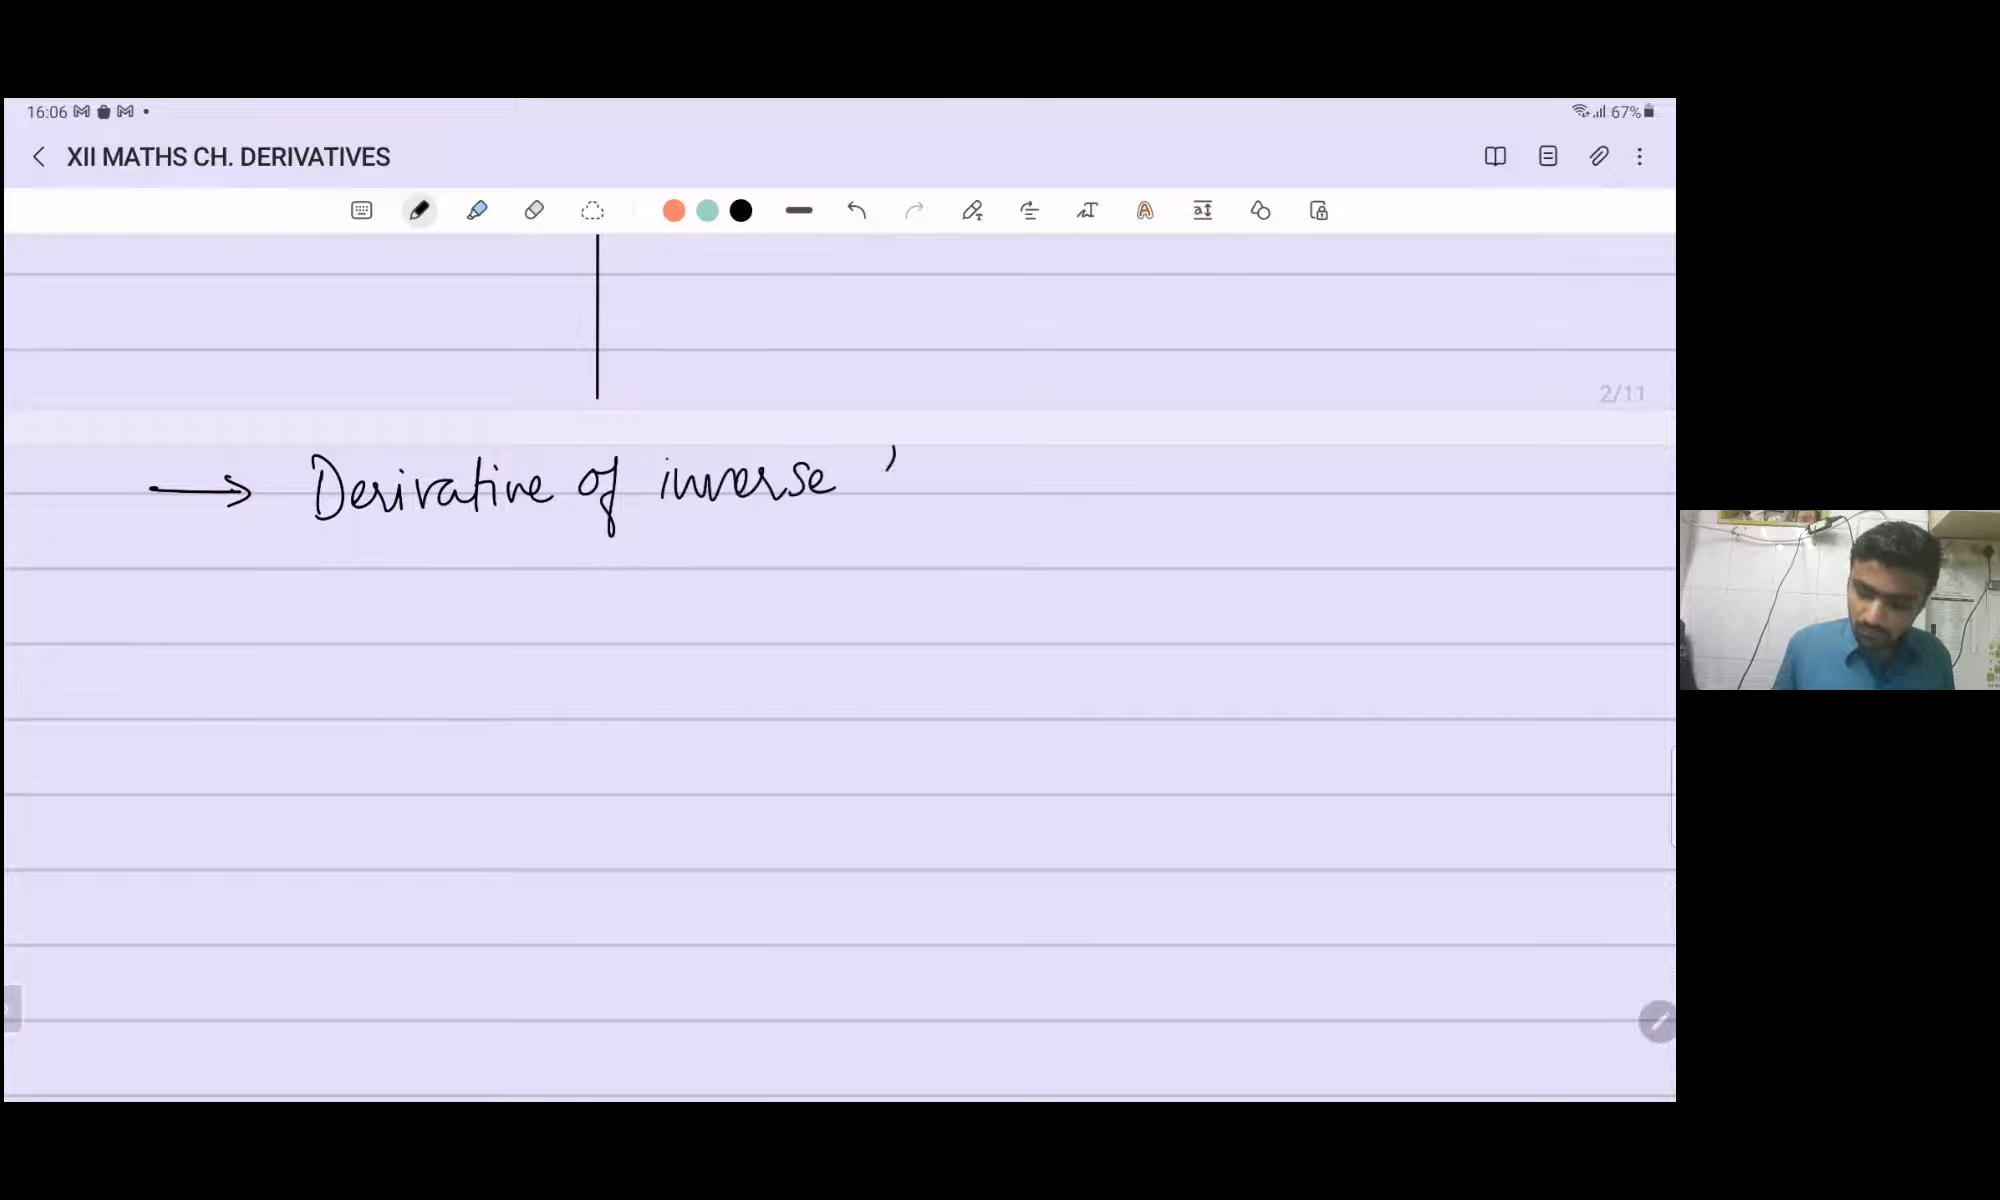 16:06
67%
XII MATHS CH. DERIVATIVES
2/11
→ Derivative of inverse